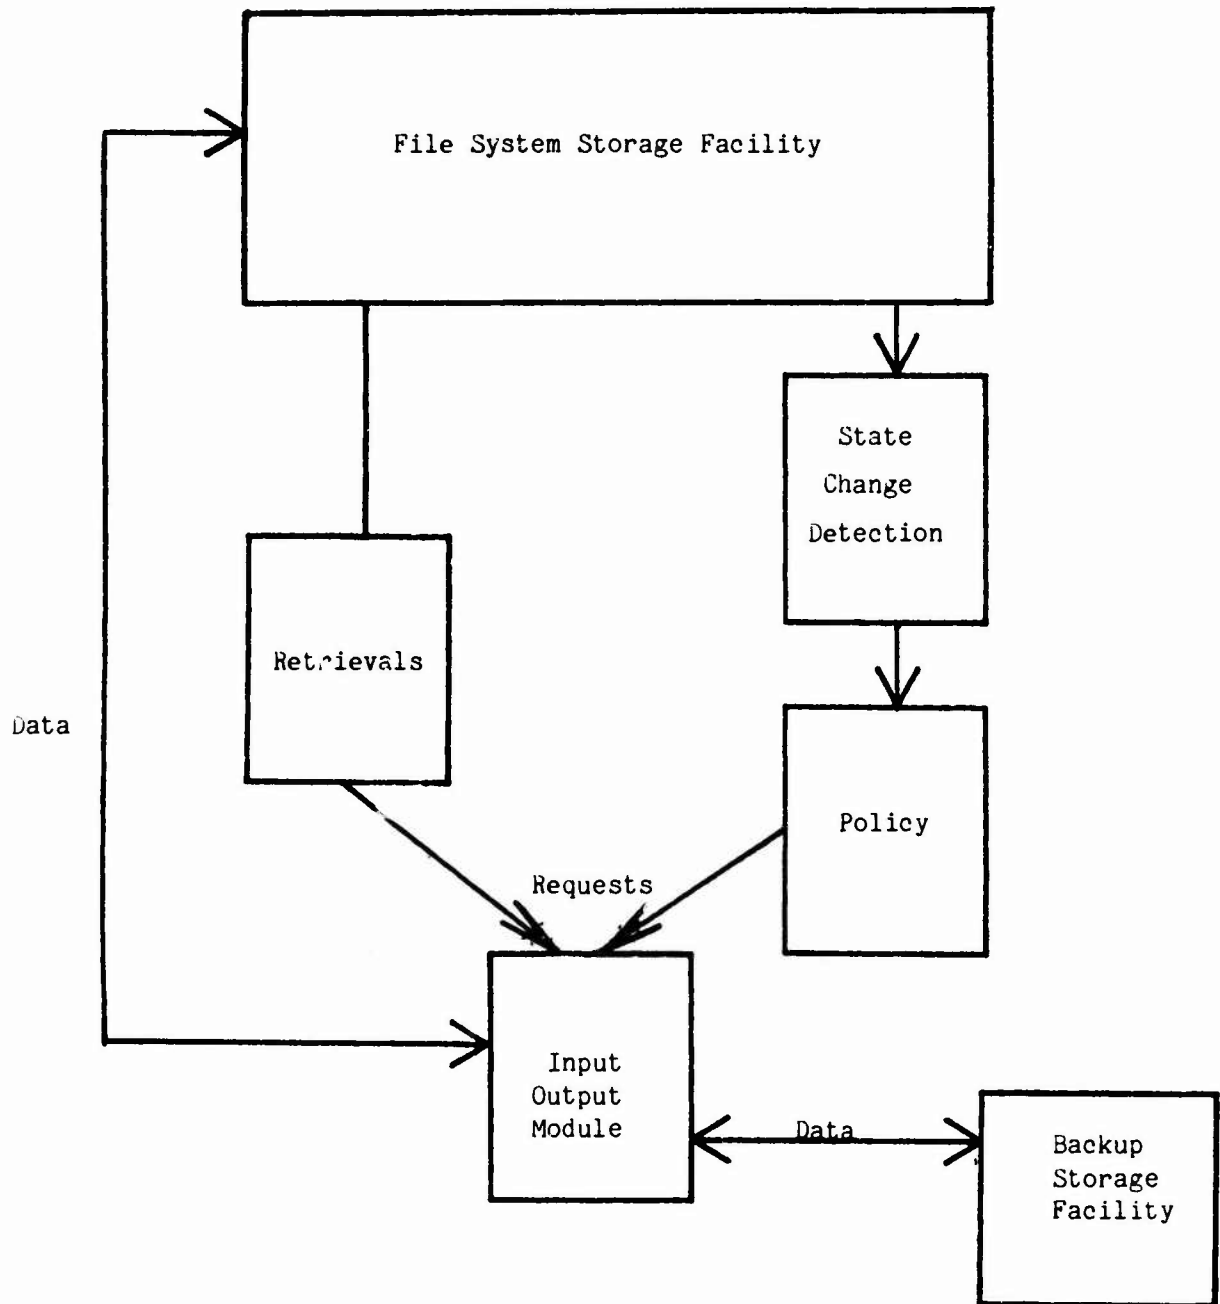 File System Storage Facility
State
Change
Detection
Retrievals
Data
Policy
Requests
Input
Output
Module
Data
Backup
Storage
Facility